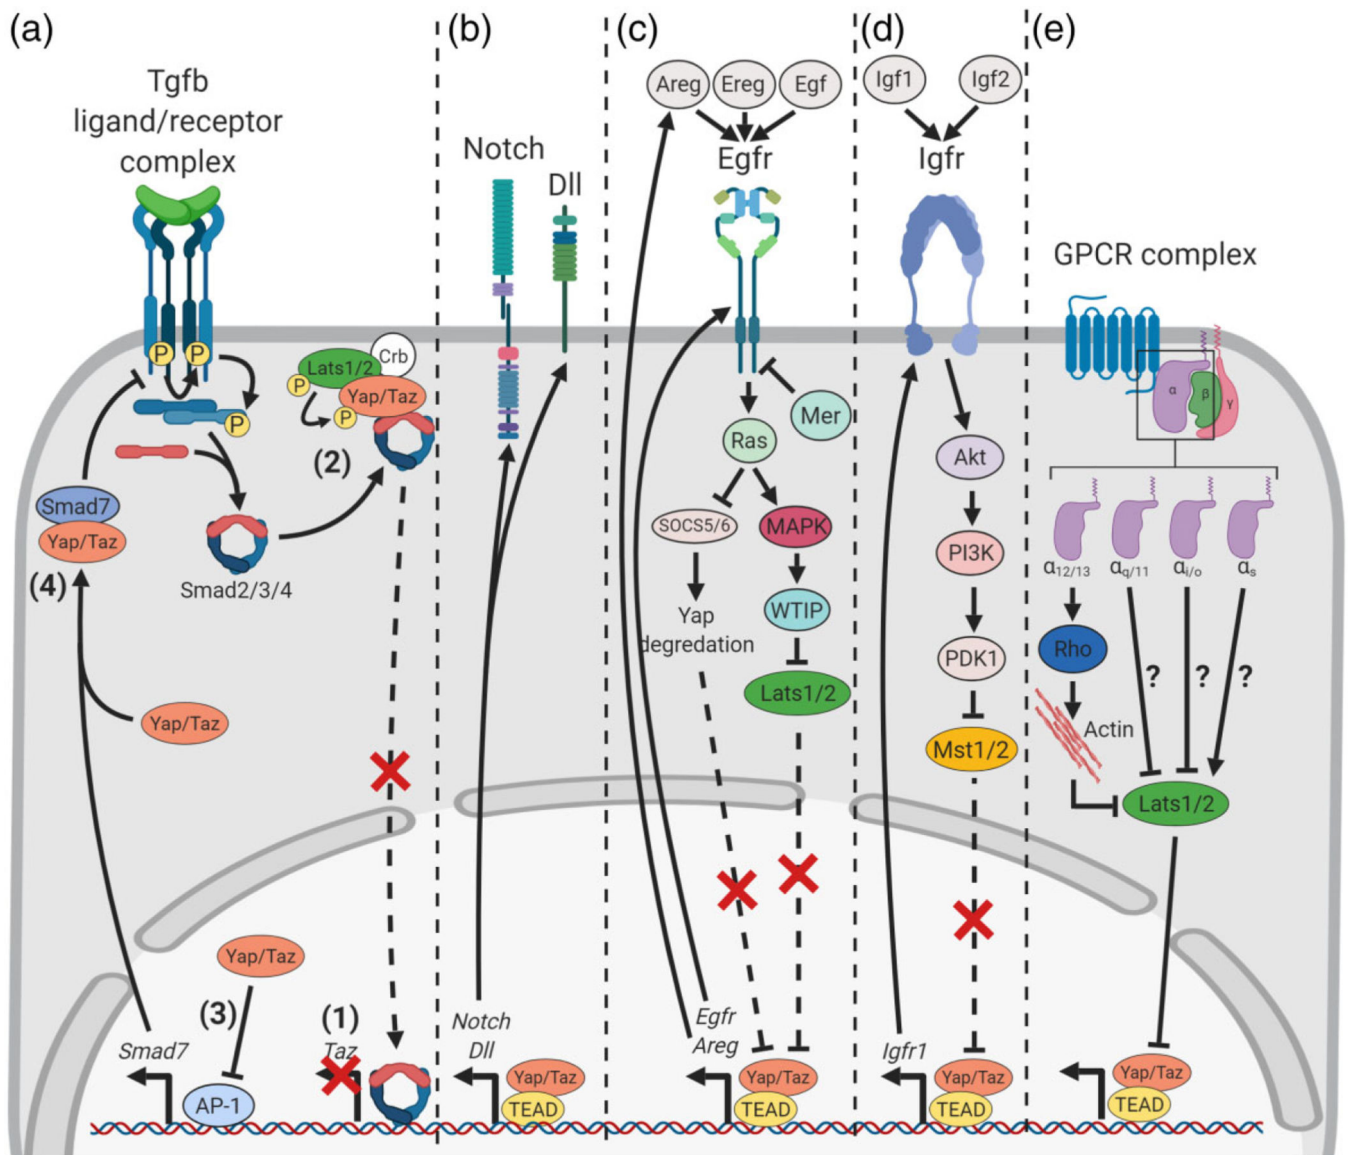 (a)
Tgfb
ligand/receptor
complex
P
P
P
Lats1/2
Crb
P
Yap/Taz
P
(2)
Smad7
Yap/Taz
(4)
Smad2/3/4
Yap/Taz
Yap/Taz
(3)
(1)
Smad7
Taz
AP-1
(b)
Notch
Dll
Notch
Dll
Yap/Taz
TEAD
(c)
Areg
Ereg
Egf
Egfr
Mer
Ras
SOCS5/6
MAPK
Yap
degredation
WTIP
Lats1/2
Egfr
Areg
Yap/Taz
TEAD
(d)
Igf1
Igf2
Igfr
Akt
PI3K
PDK1
Mst1/2
Igfr1
Yap/Taz
TEAD
(e)
GPCR complex
α
β
γ
α12/13
αq/11
αi/o
αs
Rho
?
?
?
Actin
Lats1/2
Yap/Taz
TEAD